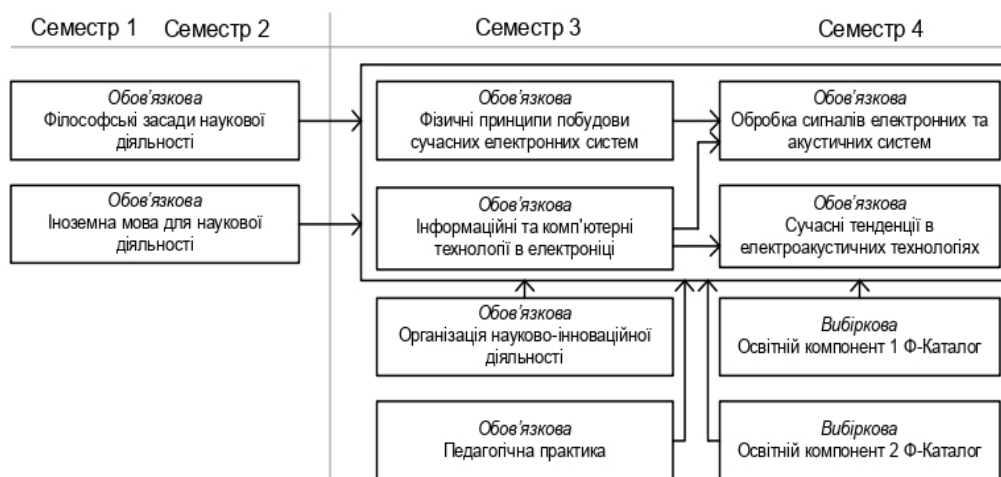 Семестр 1 Семестр 2 Семестр 3 Семестр 4
Обов’язкова
Філософські засади наукової
діяльності
Обов’язкова
Фізичні принципи побудови
сучасних електронних систем
Обов’язкова
Обробка сигналів електронних та
акустичних систем
Обов’язкова
Іноземна мова для наукової
діяльності
Обов’язкова
Інформаційні та комп'ютерні
технології в електроніці
Обов’язкова
Сучасні тенденції в
електроакустичних технологіях
Обов’язкова
Організація науково-інноваційної
діяльності
Вибіркова
Освітній компонент 1 Ф-Каталог
Обов’язкова
Педагогічна практика
Вибіркова
Освітній компонент 2 Ф-Каталог